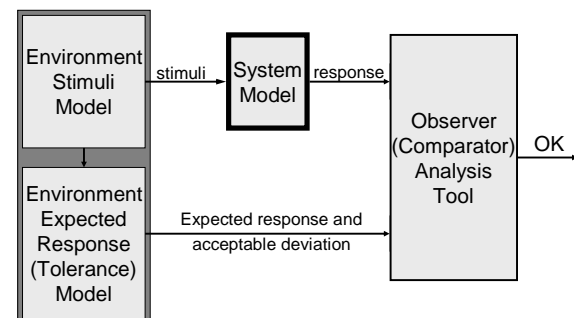 Environment
Stimuli
Model
stimuli
System
Model
response
Observer
(Comparator)
Analysis
Tool
OK
Environment
Expected
Response
(Tolerance)
Model
Expected response and
acceptable deviation